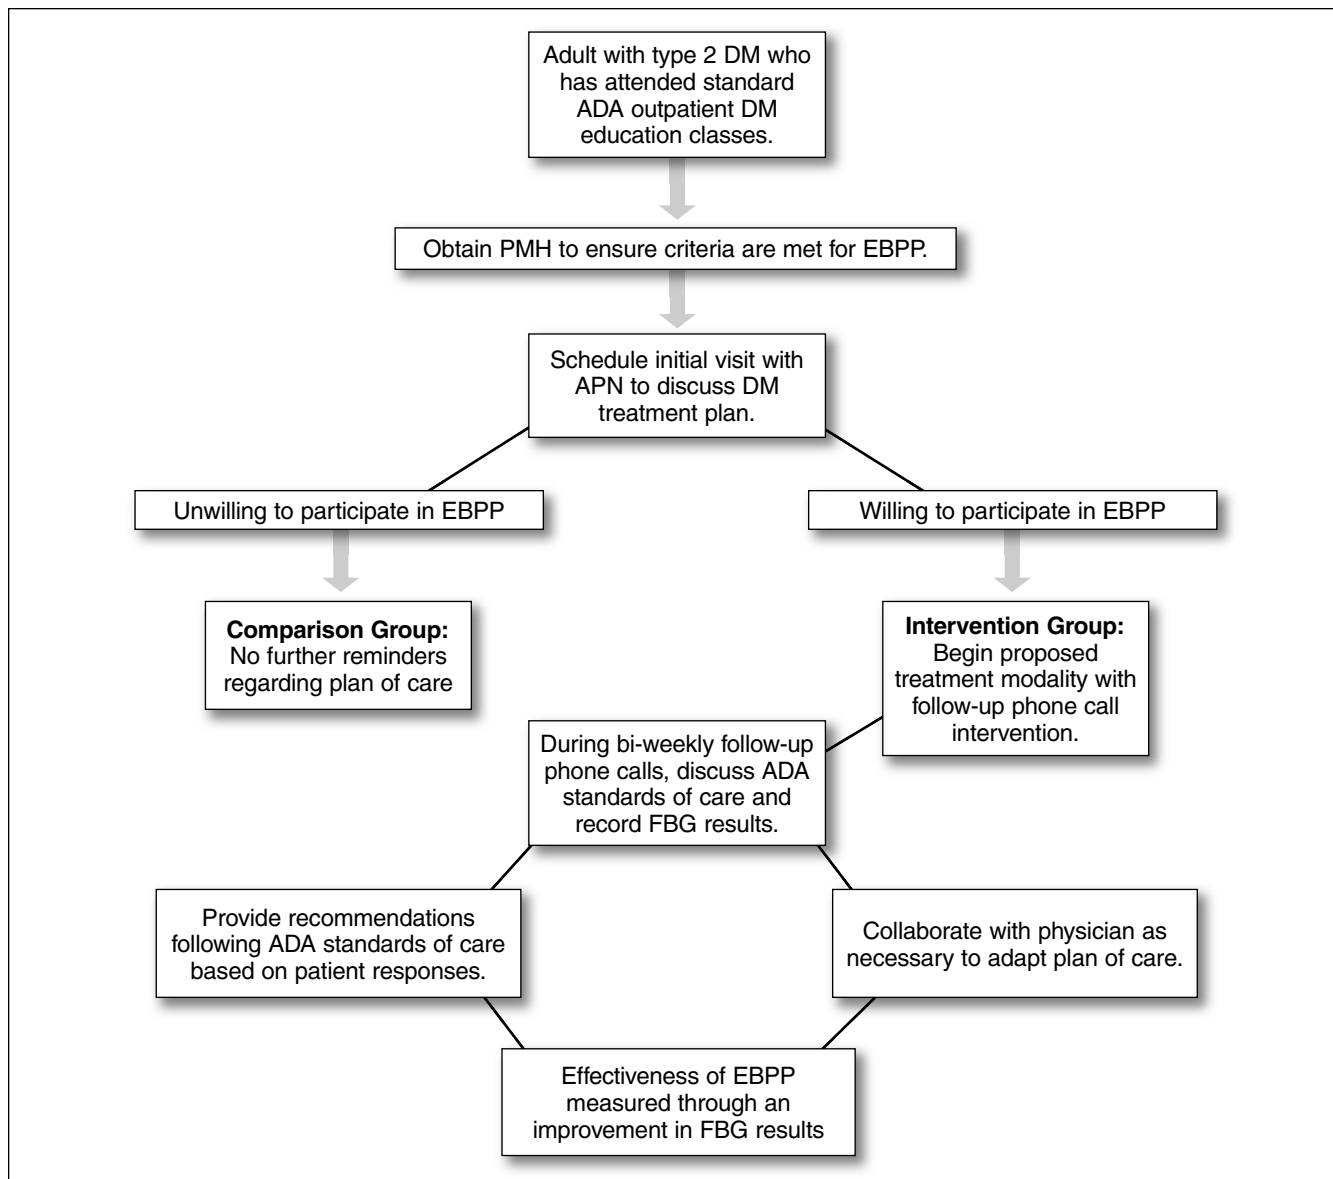 Adult with type 2 DM who
has attended standard
ADA outpatient DM
education classes.
Obtain PMH to ensure criteria are met for EBPP.
Schedule initial visit with
APN to discuss DM
treatment plan.
Unwilling to participate in EBPP
Willing to participate in EBPP
Comparison Group:
No further reminders
regarding plan of care
Intervention Group:
Begin proposed
treatment modality with
follow-up phone call
intervention.
During bi-weekly follow-up
phone calls, discuss ADA
standards of care and
record FBG results.
Provide recommendations
following ADA standards of care
based on patient responses.
Collaborate with physician as
necessary to adapt plan of care.
Effectiveness of EBPP
measured through an
improvement in FBG results